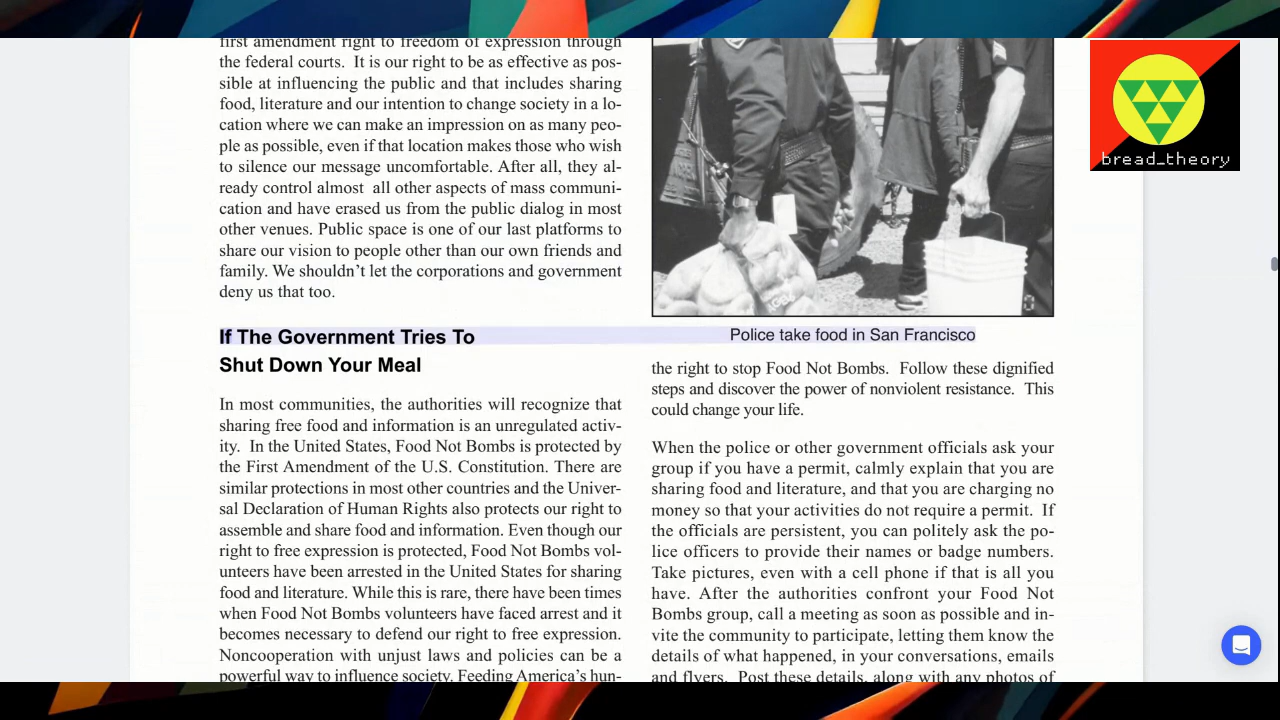 first amendment right to freedom of expression through
the federal courts.  It is our right to be as effective as pos-
sible at influencing the public and that includes sharing
food, literature and our intention to change society in a lo-
cation where we can make an impression on as many peo-
ple as possible, even if that location makes those who wish
to silence our message uncomfortable. After all, they al-
ready control almost  all other aspects of mass communi-
cation and have erased us from the public dialog in most
other venues. Public space is one of our last platforms to
share our vision to people other than our own friends and
family. We shouldn't let the corporations and government
deny us that too.
If The Government Tries To
Shut Down Your Meal
In most communities, the authorities will recognize that
sharing free food and information is an unregulated activ-
ity.  In the United States, Food Not Bombs is protected by
the First Amendment of the U.S. Constitution. There are
similar protections in most other countries and the Univer-
sal Declaration of Human Rights also protects our right to
assemble and share food and information. Even though our
right to free expression is protected, Food Not Bombs vol-
unteers have been arrested in the United States for sharing
food and literature. While this is rare, there have been times
when Food Not Bombs volunteers have faced arrest and it
becomes necessary to defend our right to free expression.
Noncooperation with unjust laws and policies can be a
powerful way to influence society. Feeding America's hun-
Police take food in San Francisco
the right to stop Food Not Bombs.  Follow these dignified
steps and discover the power of nonviolent resistance.  This
could change your life.
When the police or other government officials ask your
group if you have a permit, calmly explain that you are
sharing food and literature, and that you are charging no
money so that your activities do not require a permit.  If
the officials are persistent, you can politely ask the po-
lice officers to provide their names or badge numbers.
Take pictures, even with a cell phone if that is all you
have. After the authorities confront your Food Not
Bombs group, call a meeting as soon as possible and in-
vite the community to participate, letting them know the
details of what happened, in your conversations, emails
and flyers.  Post these details, along with any photos of
bread_theory